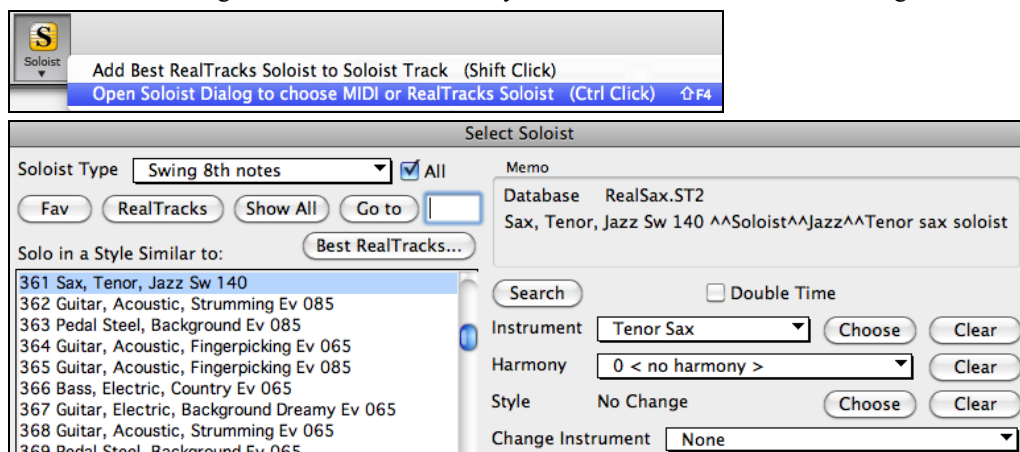 S
Soloist
Add Best RealTracks Soloist to Soloist Track (Shift Click)
Open Soloist Dialog to choose MIDI or RealTracks Soloist (Ctrl Click) ⇧F4
Select Soloist
Soloist Type Swing 8th notes All
Fav RealTracks Show All Go to
Solo in a Style Similar to: Best RealTracks...
361 Sax, Tenor, Jazz Sw 140
362 Guitar, Acoustic, Strumming Ev 085
363 Pedal Steel, Background Ev 085
364 Guitar, Acoustic, Fingerpicking Ev 065
365 Guitar, Acoustic, Fingerpicking Ev 085
366 Bass, Electric, Country Ev 065
367 Guitar, Electric, Background Dreamy Ev 065
368 Guitar, Acoustic, Strumming Ev 065
369 Pedal Steel, Background Ev 065
Memo
Database RealSax.ST2
Sax, Tenor, Jazz Sw 140 ^^Soloist^^Jazz^^Tenor sax soloist
Search Double Time
Instrument Tenor Sax Choose Clear
Harmony 0 < no harmony > Clear
Style No Change Choose Clear
Change Instrument None